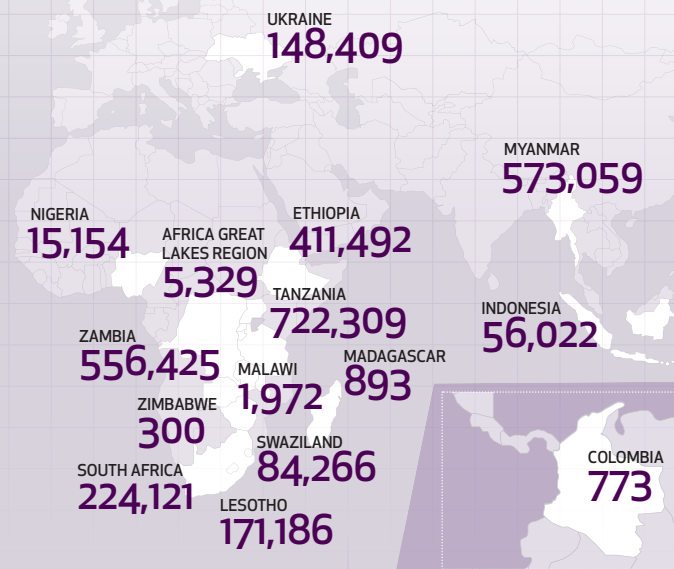 UKRAINE
148,409
MYANMAR
573,059
NIGERIA
15,154
AFRICA GREAT
LAKES REGION
5,329
ETHIOPIA
411,492
TANZANIA
722,309
INDONESIA
56,022
ZAMBIA
556,425
MALAWI
1,972
MADAGASCAR
893
ZIMBABWE
300
SWAZILAND
84,266
SOUTH AFRICA
224,121
LESOTHO
171,186
COLOMBIA
773